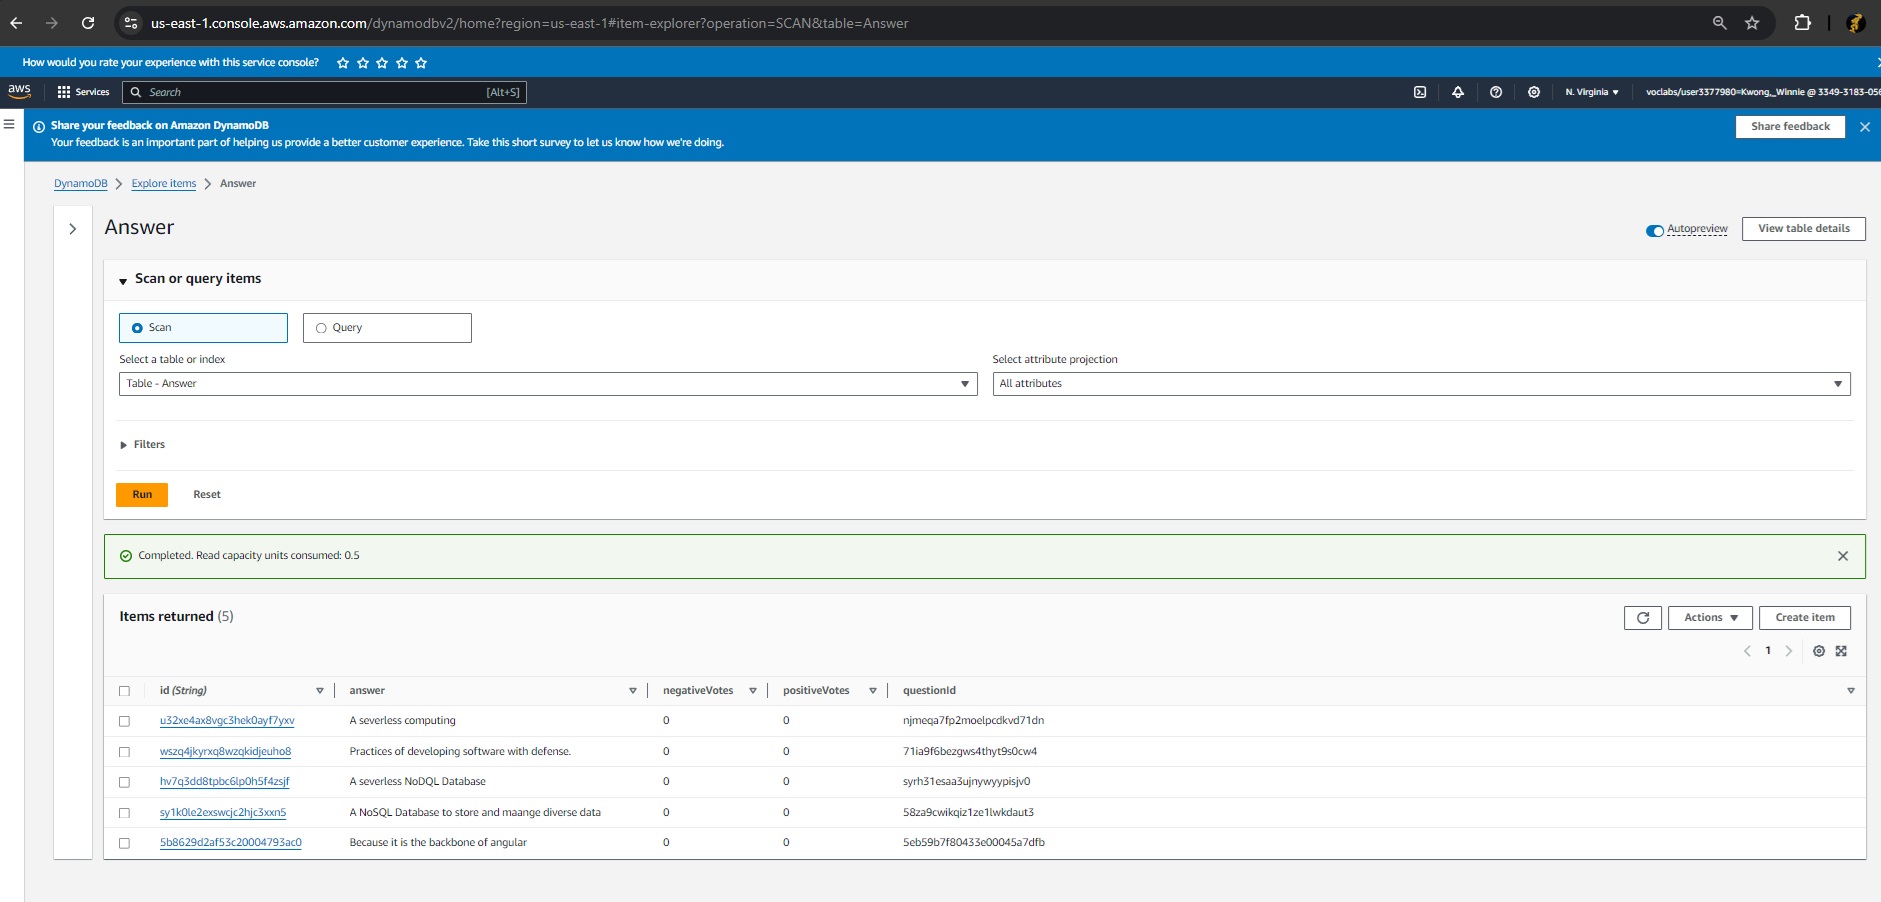 us-east-1.console.aws.amazon.com/dynamodbv2/home?region=us-east-1#item-explorer?operation=SCAN&table=Answer
How would you rate your experience with this service console?
aws Services Search [Alt+S] N. Virginia voclabs/user3377980=Kwong,_Winnie @ 3349-3183-056
Share your feedback on Amazon DynamoDB
Your feedback is an important part of helping us provide a better customer experience. Take this short survey to let us know how we're doing.
Share feedback
DynamoDB Explore items Answer
Answer
Autopreview View table details
Scan or query items
Scan Query
Select a table or index Select attribute projection
Table - Answer All attributes
Filters
Run Reset
Completed. Read capacity units consumed: 0.5
Items returned (5)
Actions Create item
1
id (String) answer negativeVotes positiveVotes questionId
u32xe4ax8vgc3hek0ayf7yxv A severless computing 0 0 njmeqa7fp2moelpcdkvd71dn
wszq4jkyrxq8wzqkidjeuho8 Practices of developing software with defense. 0 0 71ia9f6bezgws4thyt9s0cw4
hv7q3dd8tpbc6lp0h5f4zsjf A severless NoDQL Database 0 0 syrh31esaa3ujnywyypisjv0
sy1k0le2exswcjc2hjc3xxn5 A NoSQL Database to store and maange diverse data 0 0 58za9cwikqiz1ze1lwkdaut3
5b8629d2af53c20004793ac0 Because it is the backbone of angular 0 0 5eb59b7f80433e00045a7dfb